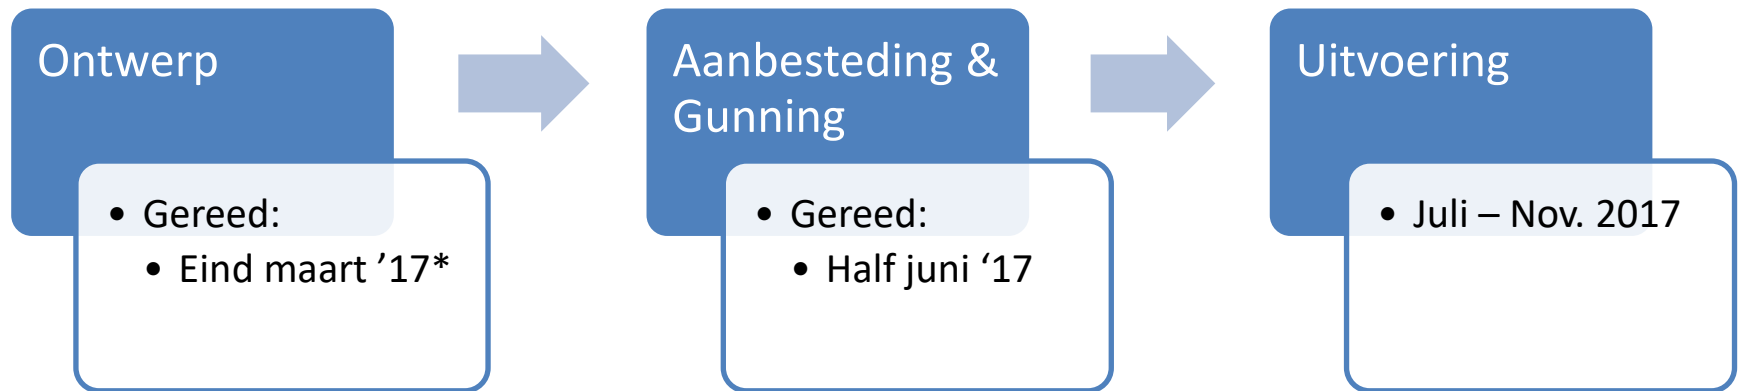 Ontwerp
• Gereed:
• Eind maart ’17*
Aanbesteding &
Gunning
• Gereed:
• Half juni ‘17
Uitvoering
• Juli – Nov. 2017